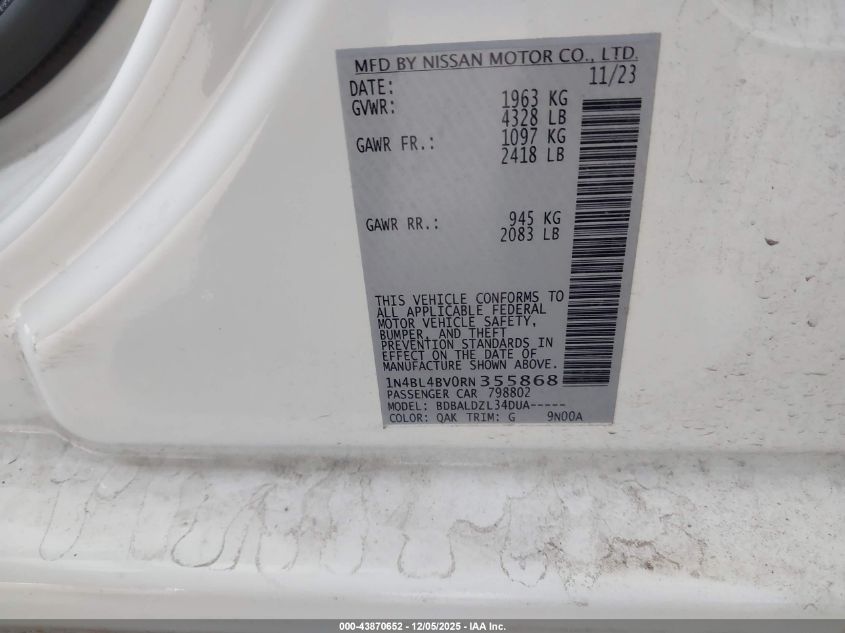 MFD BY NISSAN MOTOR CO., LTD.
DATE: 11/23
GVWR: 1963 KG
4328 LB
GAWR FR.: 1097 KG
2418 LB
GAWR RR.: 945 KG
2083 LB
THIS VEHICLE CONFORMS TO
ALL APPLICABLE FEDERAL
MOTOR VEHICLE SAFETY,
BUMPER, AND THEFT
PREVENTION STANDARDS IN
EFFECT ON THE DATE OF
MANUFACTURE SHOWN ABOVE.
1N4BL4BV0RN355868
PASSENGER CAR 798802
MODEL: BDBALDZL34DUA-----
COLOR: QAK TRIM: G 9N00A
000-43870652 - 12/05/2025 - IAA Inc.